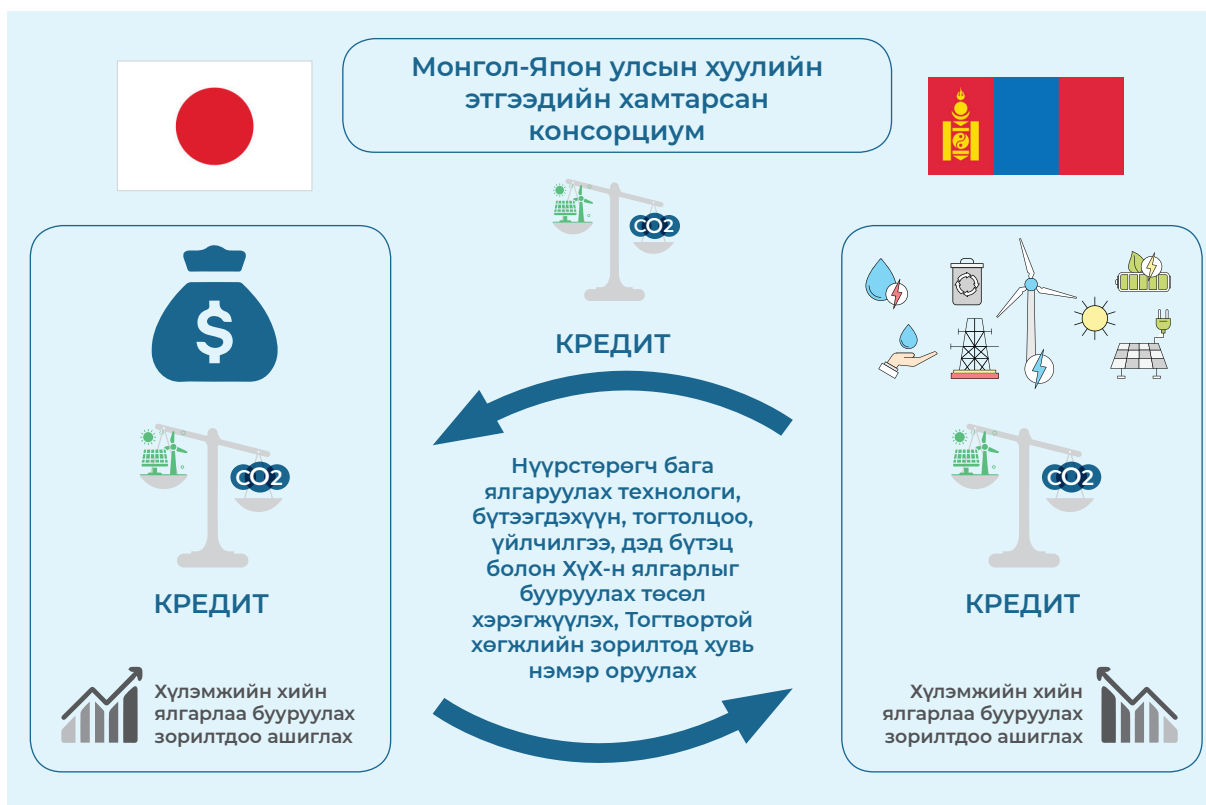 Монгол-Япон улсын хуулийн
этгээдийн хамтарсан
консорциум
CO2
КРЕДИТ
$
CO2
КРЕДИТ
Хүлэмжийн хийн
ялгарлаа бууруулах
зорилтдоо ашиглах
Нүүрстөрөгч бага
ялгаруулах технологи,
бүтээгдэхүүн, тогтолцоо,
үйлчилгээ, дэд бүтэц
болон ХүХ-н ялгарлыг
бууруулах төсөл
хэрэгжүүлэх, Тогтвортой
хөгжлийн зорилтод хувь
нэмэр оруулах
CO2
КРЕДИТ
Хүлэмжийн хийн
ялгарлаа бууруулах
зорилтдоо ашиглах